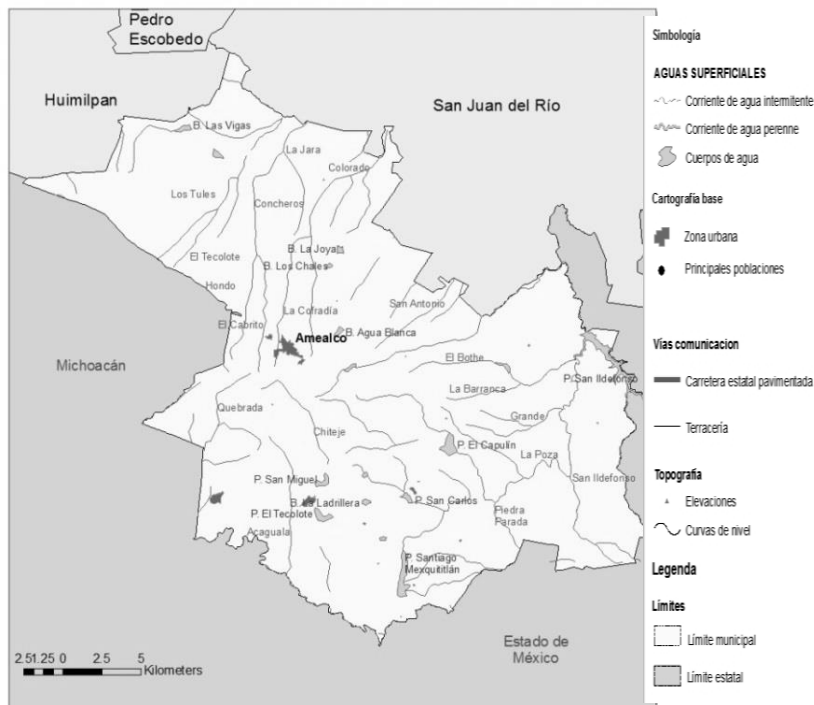 Pedro
Escobedo
Huimilpan
San Juan del Río
B. Las Vigas
La Jara
Colorado
Los Tules
Concheros
B. La Joya
El Tecolote
B. Los Chales
Hondo
La Cofradía
San Antonio
El Cabrito
Amealco
B. Agua Blanca
Michoacán
El Bothe
P. San Ildefonso
La Barranca
Quebrada
Grande
Chiteje
P. El Capulín
La Poza
P. San Miguel
San Ildefonso
B. La Ladrillera
P. San Carlos
P. El Tecolote
Piedra
Parada
Acaguala
P. Santiago
Mexquititlán
Estado de
México
2.51.25 0 2.5 5
Kilometers
Simbología
AGUAS SUPERFICIALES
Corriente de agua intermitente
Corriente de agua perenne
Cuerpos de agua
Cartografía base
Zona urbana
Principales poblaciones
Vías comunicacion
Carretera estatal pavimentada
Terracería
Topografía
Elevaciones
Curvas de nivel
Legenda
Límites
Límite municipal
Límite estatal